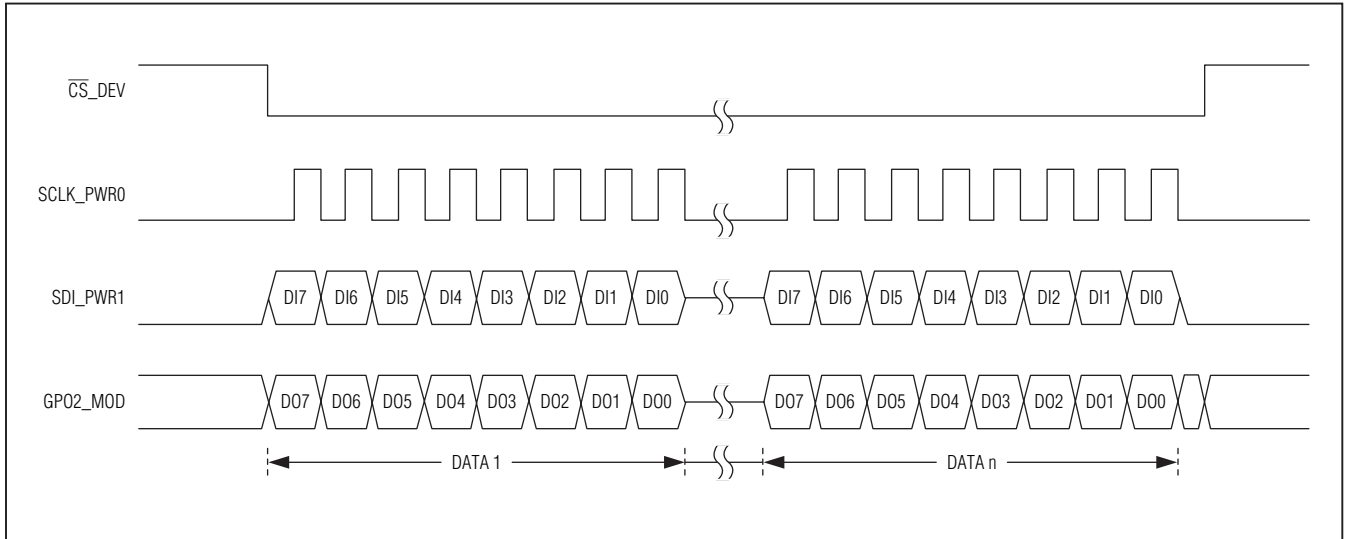 CS_DEV
SCLK_PWR0
SDI_PWR1 DI7 DI6 DI5 DI4 DI3 DI2 DI1 DI0 DI7 DI6 DI5 DI4 DI3 DI2 DI1 DI0
GPO2_MOD DO7 DO6 DO5 DO4 DO3 DO2 DO1 DO0 DO7 DO6 DO5 DO4 DO3 DO2 DO1 DO0
DATA 1 DATA n